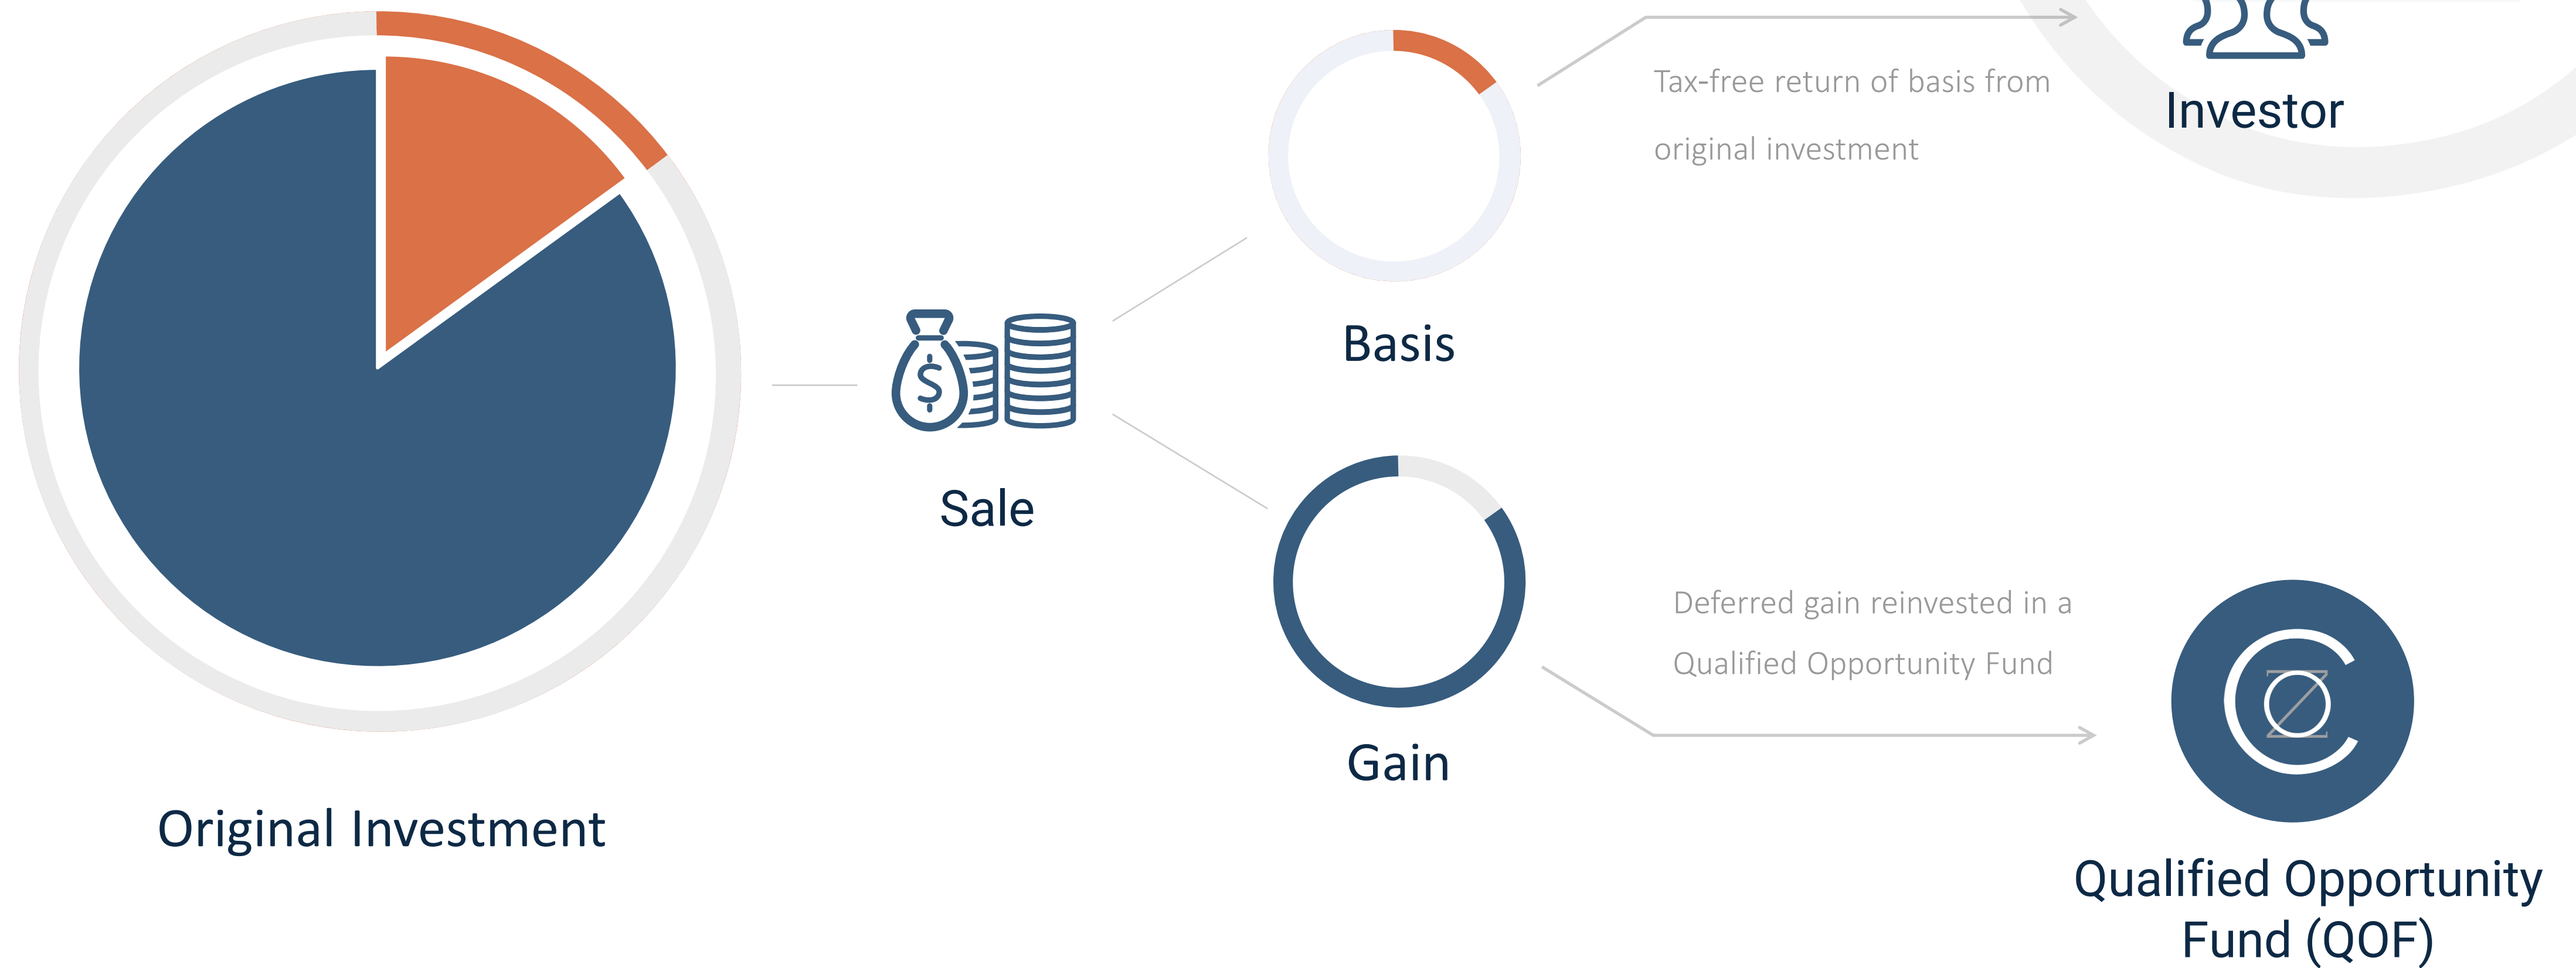 Tax-free return of basis from
original investment
Investor
Basis
$
Sale
Deferred gain reinvested in a
Qualified Opportunity Fund
Gain
Original Investment
C
OZ
Qualified Opportunity
Fund (QOF)